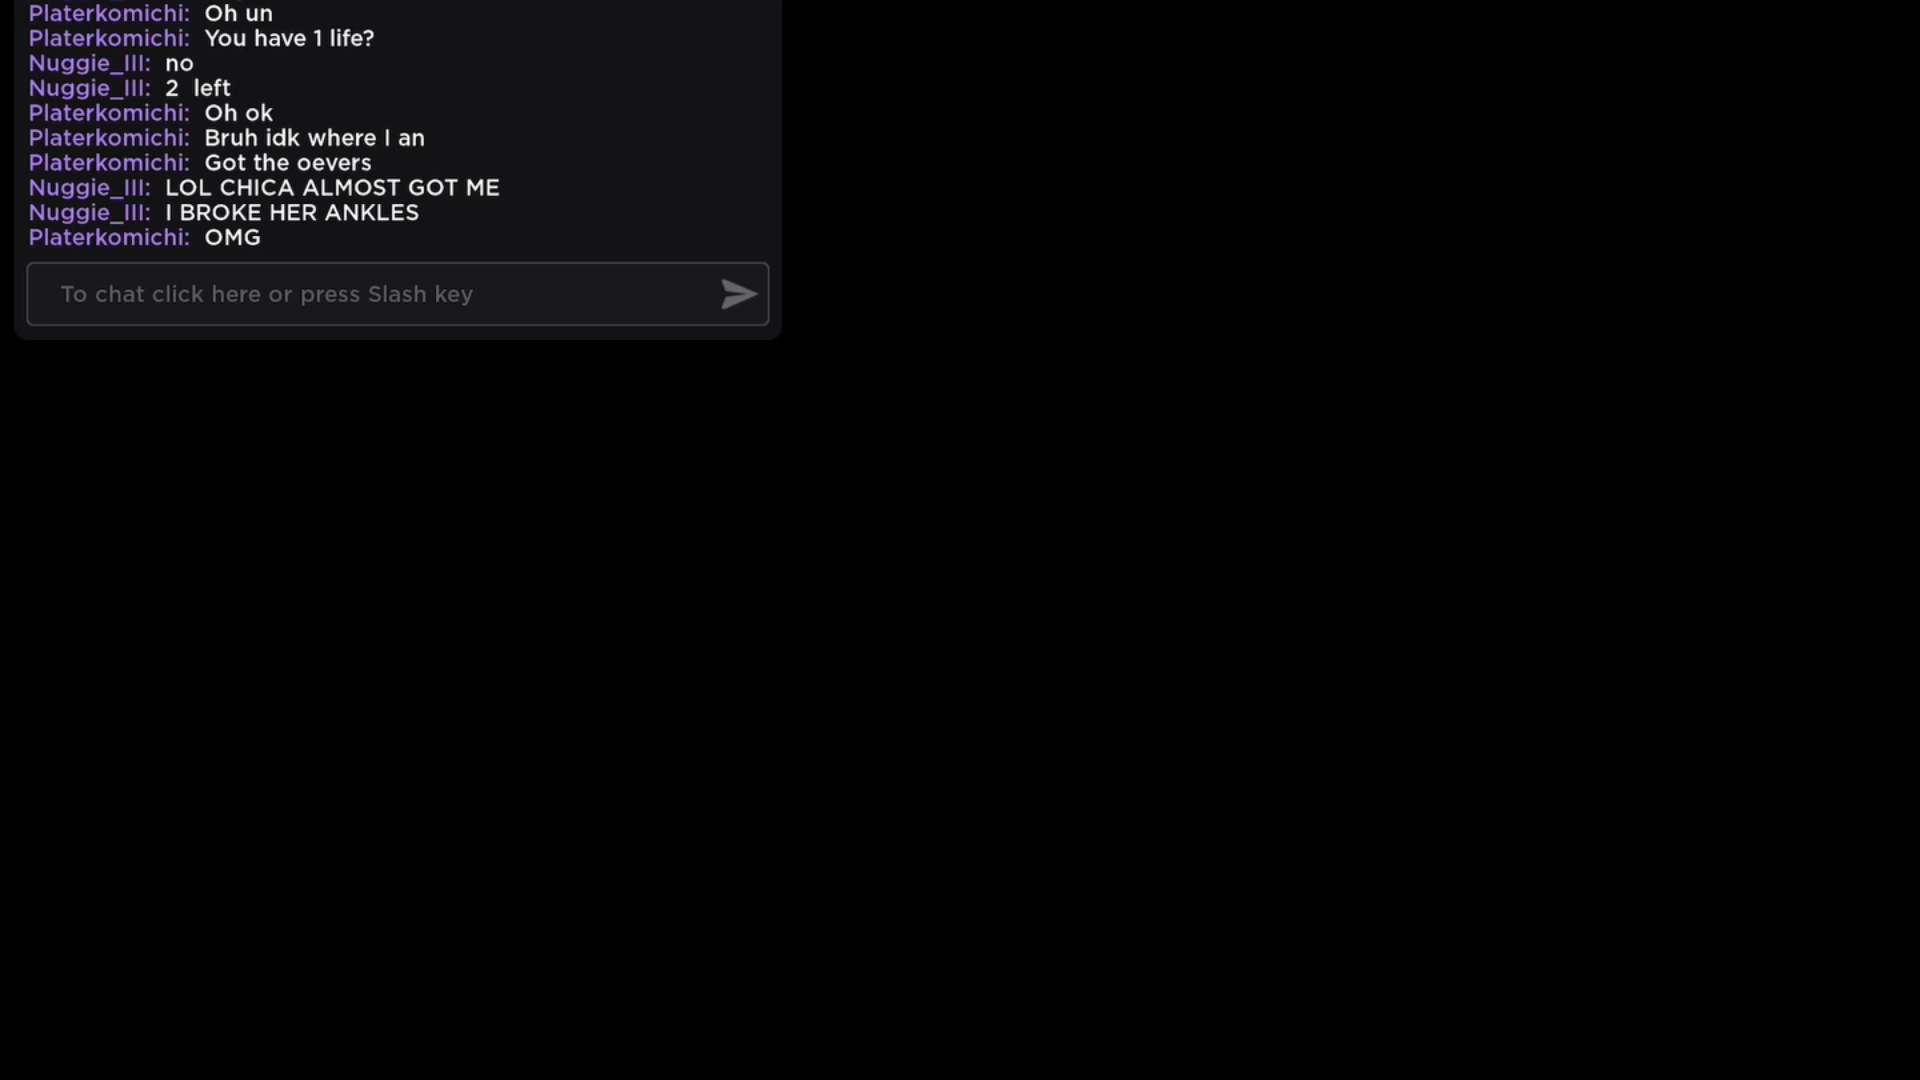 Platerkomichi: Oh un
Platerkomichi: You have 1 life?
Nuggie_III: no
Nuggie_III: 2 left
Platerkomichi: Oh ok
Platerkomichi: Bruh idk where I an
Platerkomichi: Got the oevers
Nuggie_III: LOL CHICA ALMOST GOT ME
Nuggie_III: I BROKE HER ANKLES
Platerkomichi: OMG
To chat click here or press Slash key